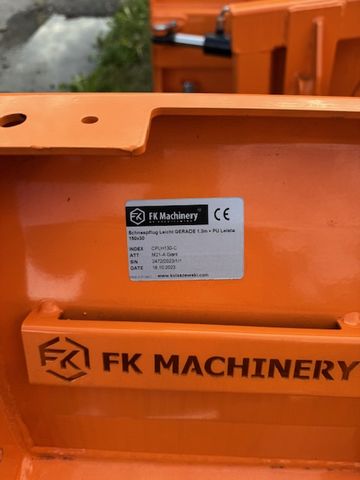 FK Machinery
CE
Schneepflug Leicht GERADE 1.3m + PU Leiste
150x30
INDEX CPLH130-C
ATT M21-A Giant
S/N 2472/2023/1/1
DATE 18.10.2023
www.kolaszewski.com
FK MACHINERY